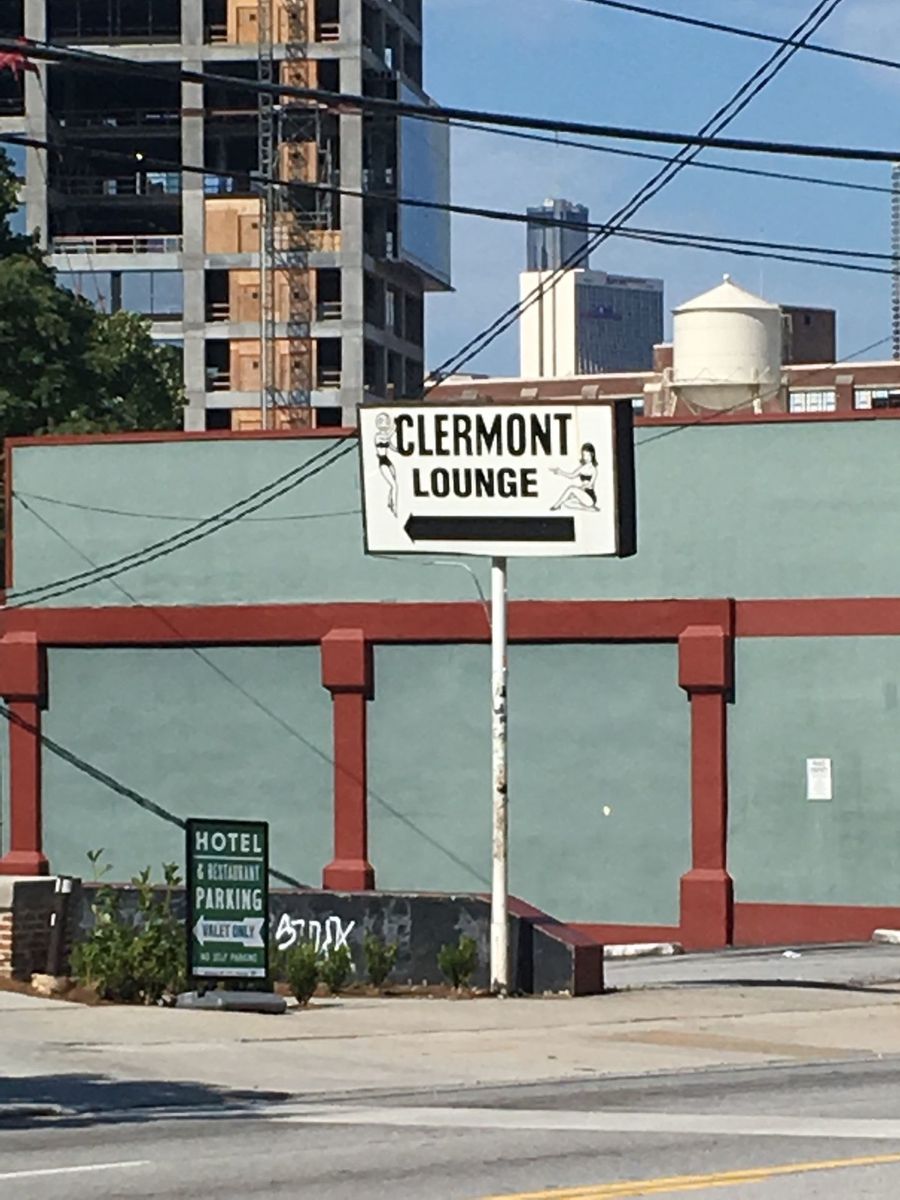 CLERMONT
LOUNGE
HOTEL
& RESTAURANT
PARKING
VALET ONLY
NO SELF PARKING